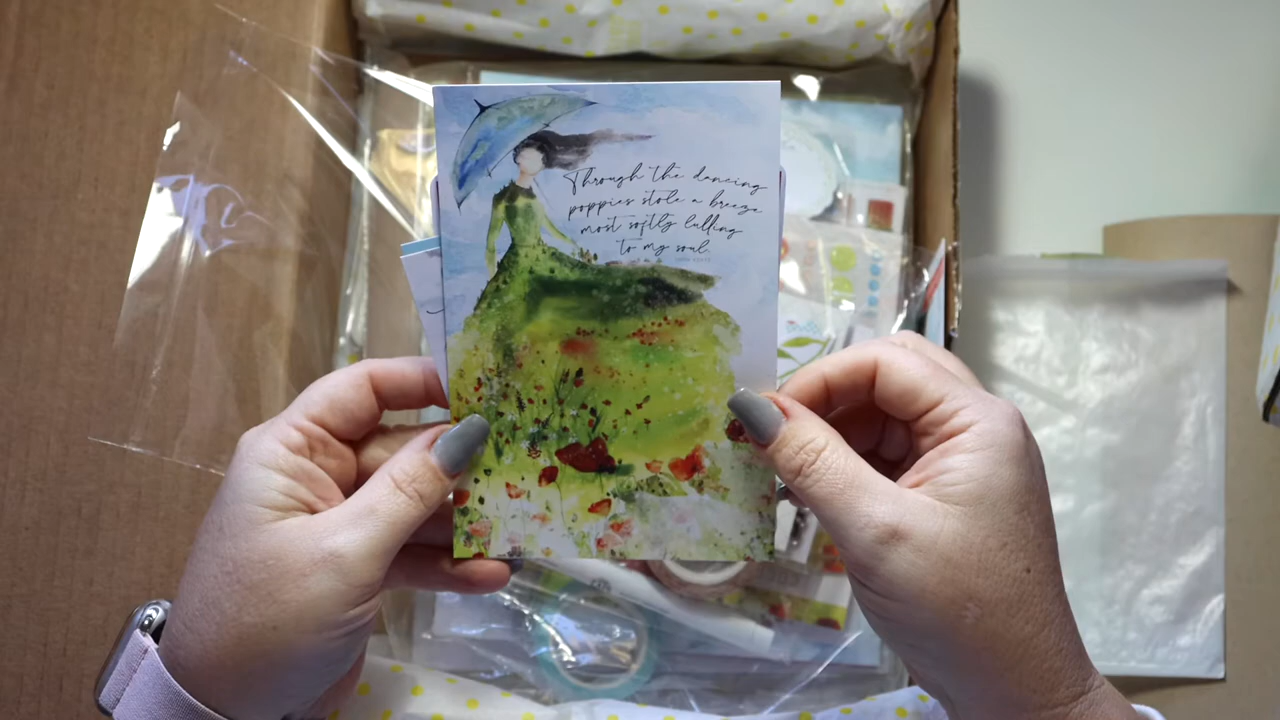 Through the dancing
poppies stole a breeze
most softly lulling
to my soul.